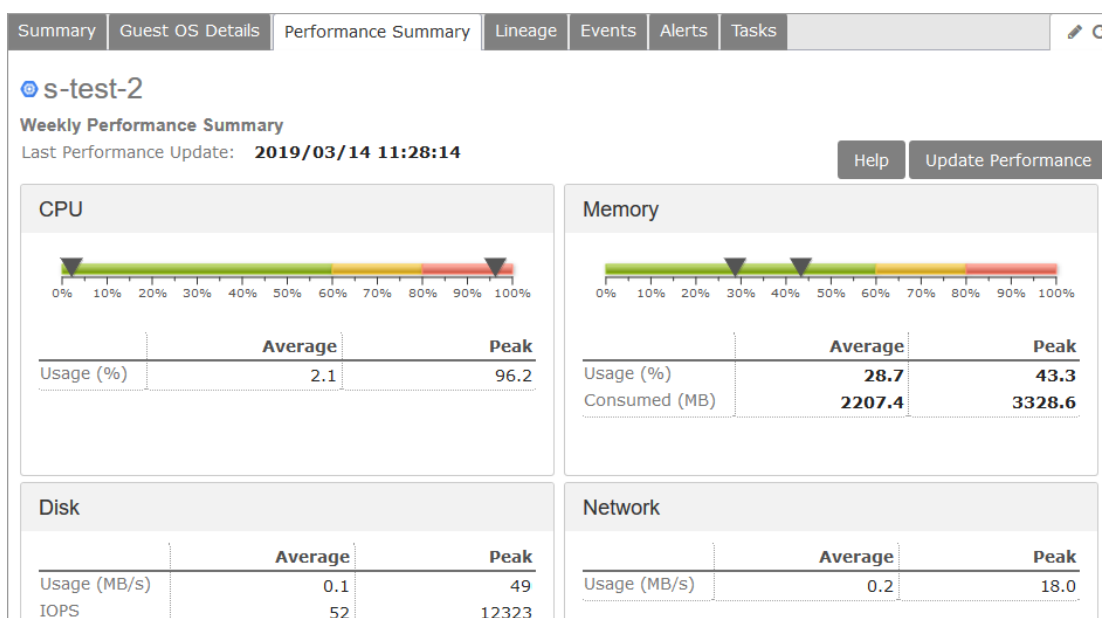 Summary Guest OS Details Performance Summary Lineage Events Alerts Tasks
s-test-2
Weekly Performance Summary
Last Performance Update: 2019/03/14 11:28:14
Help Update Performance
CPU
0% 10% 20% 30% 40% 50% 60% 70% 80% 90% 100%
Average Peak
Usage (%) 2.1 96.2
Memory
0% 10% 20% 30% 40% 50% 60% 70% 80% 90% 100%
Average Peak
Usage (%) 28.7 43.3
Consumed (MB) 2207.4 3328.6
Disk
Average Peak
Usage (MB/s) 0.1 49
IOPS 52 12323
Network
Average Peak
Usage (MB/s) 0.2 18.0